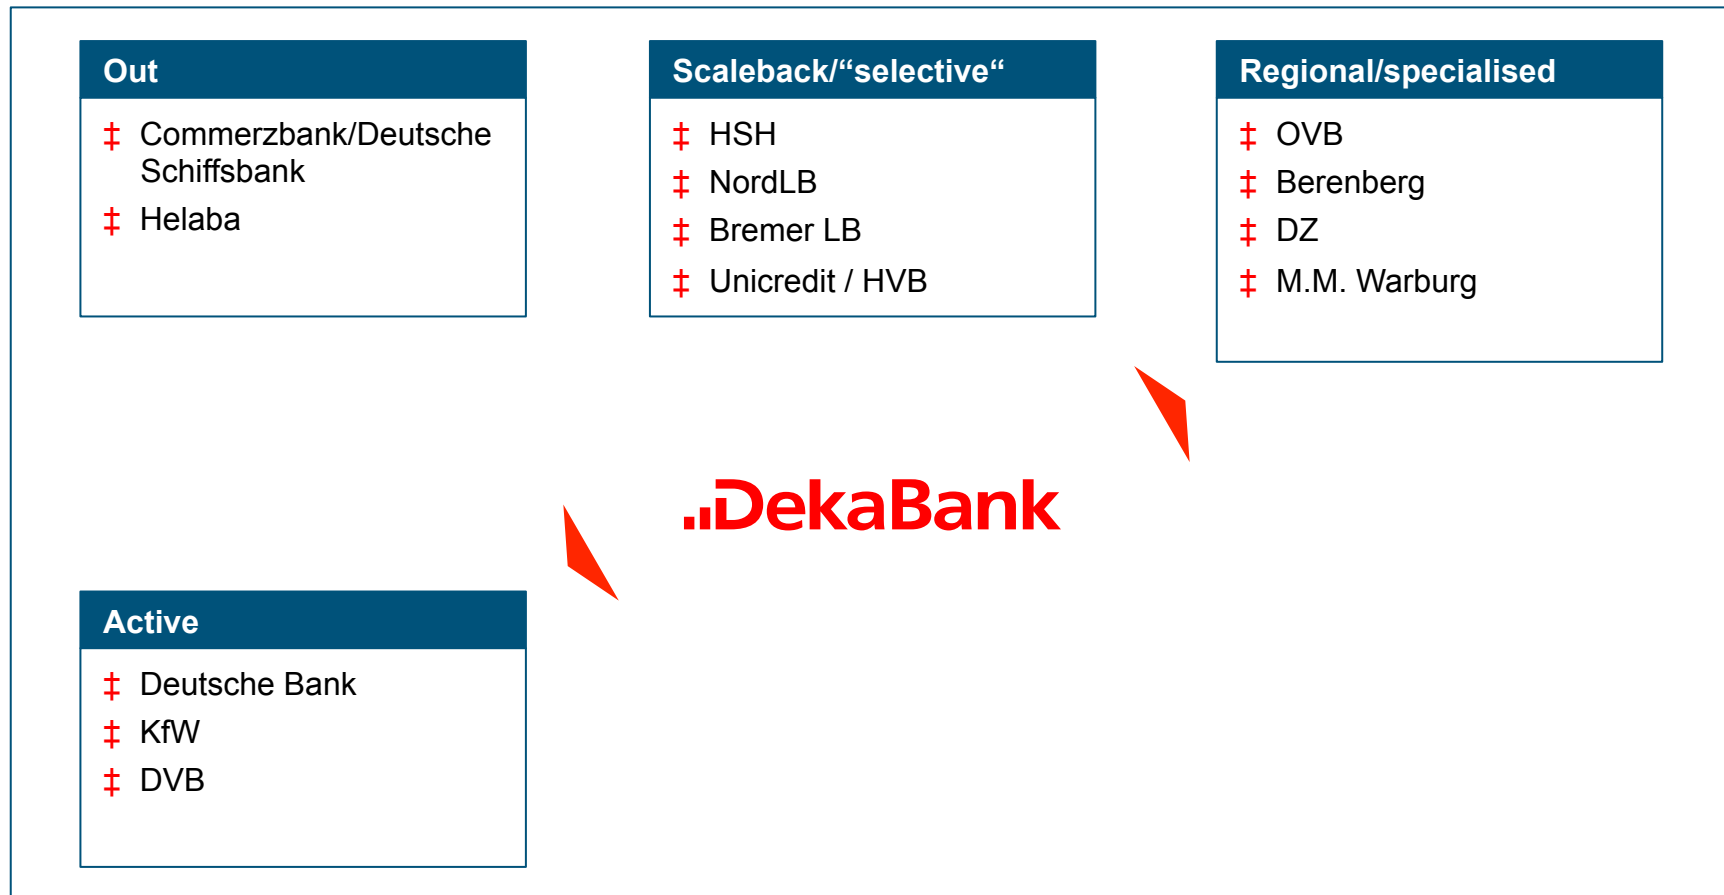 Out
‡ Commerzbank/Deutsche
Schiffsbank
‡ Helaba
Scaleback/“selective“
‡ HSH
‡ NordLB
‡ Bremer LB
‡ Unicredit / HVB
Regional/specialised
‡ OVB
‡ Berenberg
‡ DZ
‡ M.M. Warburg
DekaBank
Active
‡ Deutsche Bank
‡ KfW
‡ DVB